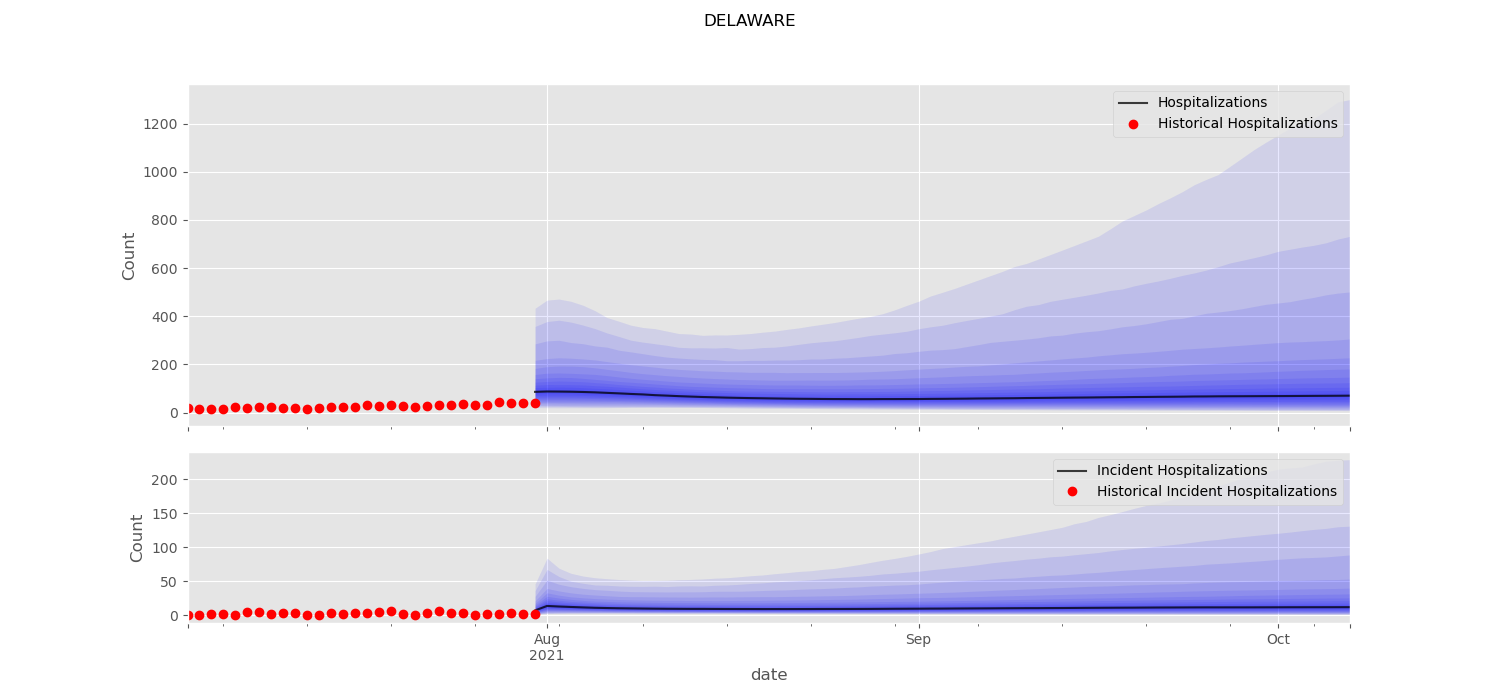 DELAWARE
Hospitalizations
Historical Hospitalizations
1200
1000
800
600
400
200
0
Count
Incident Hospitalizations
Historical Incident Hospitalizations
200
150
100
50
0
Count
Aug
2021
Sep
Oct
date